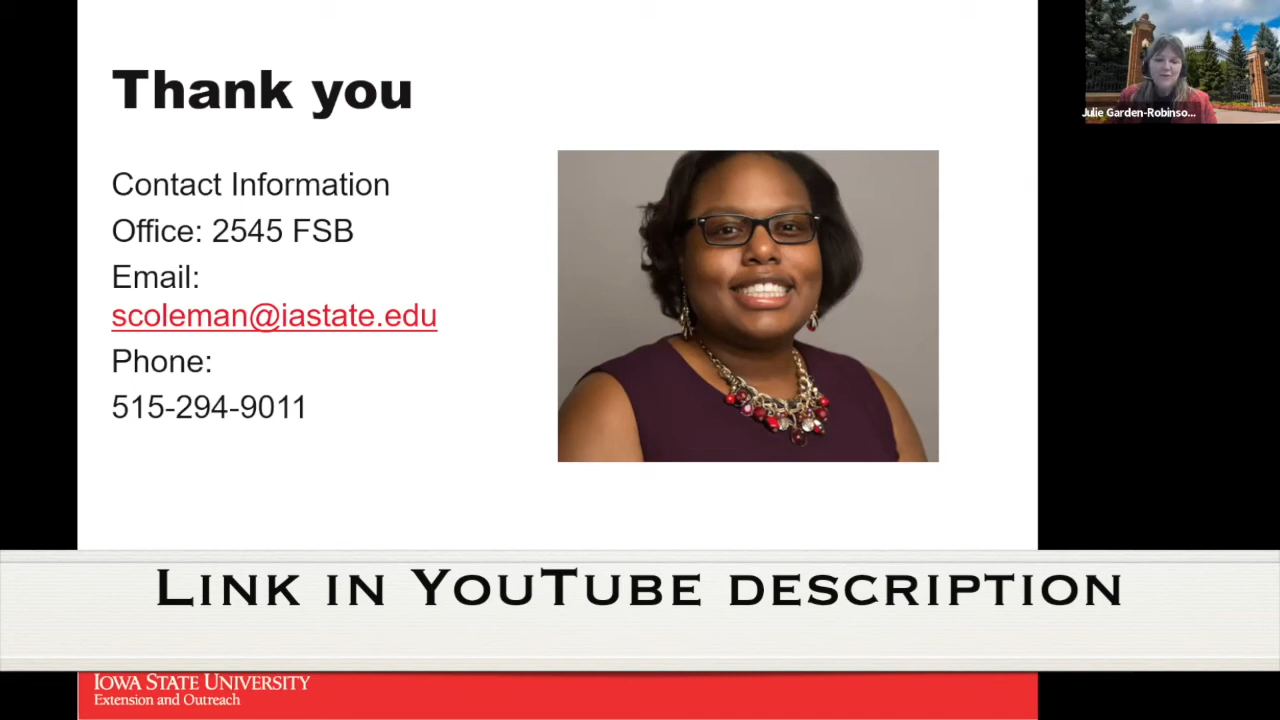 Thank you
Contact Information
Office: 2545 FSB
Email:
scoleman@iastate.edu
Phone:
515-294-9011
Julie Garden-Robinso...
LINK IN YOUTUBE DESCRIPTION
IOWA STATE UNIVERSITY
Extension and Outreach